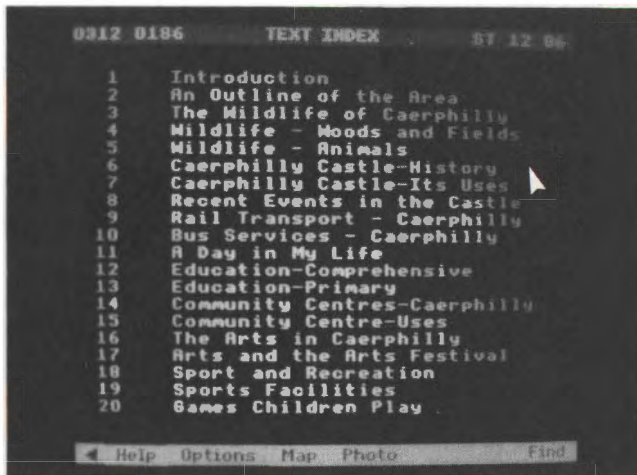 0312 0186 TEXT INDEX ST 12 86
1 Introduction
2 An Outline of the Area
3 The Wildlife of Caerphilly
4 Wildlife - Woods and Fields
5 Wildlife - Animals
6 Caerphilly Castle-History
7 Caerphilly Castle-Its Uses
8 Recent Events in the Castle
9 Rail Transport - Caerphilly
10 Bus Services - Caerphilly
11 A Day in My Life
12 Education-Comprehensive
13 Education-Primary
14 Community Centres-Caerphilly
15 Community Centre-Uses
16 The Arts in Caerphilly
17 Arts and the Arts Festival
18 Sport and Recreation
19 Sports Facilities
20 Games Children Play
Help Options Map Photo Find